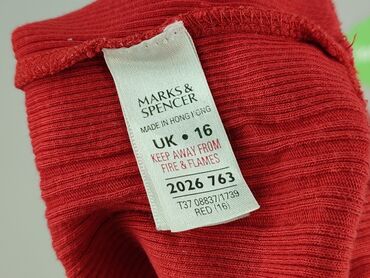 MARKS &
SPENCER
MADE IN HONG KONG
UK • 16
KEEP AWAY FROM
FIRE & FLAMES
2026 763
T37 08837/1739
RED (16)